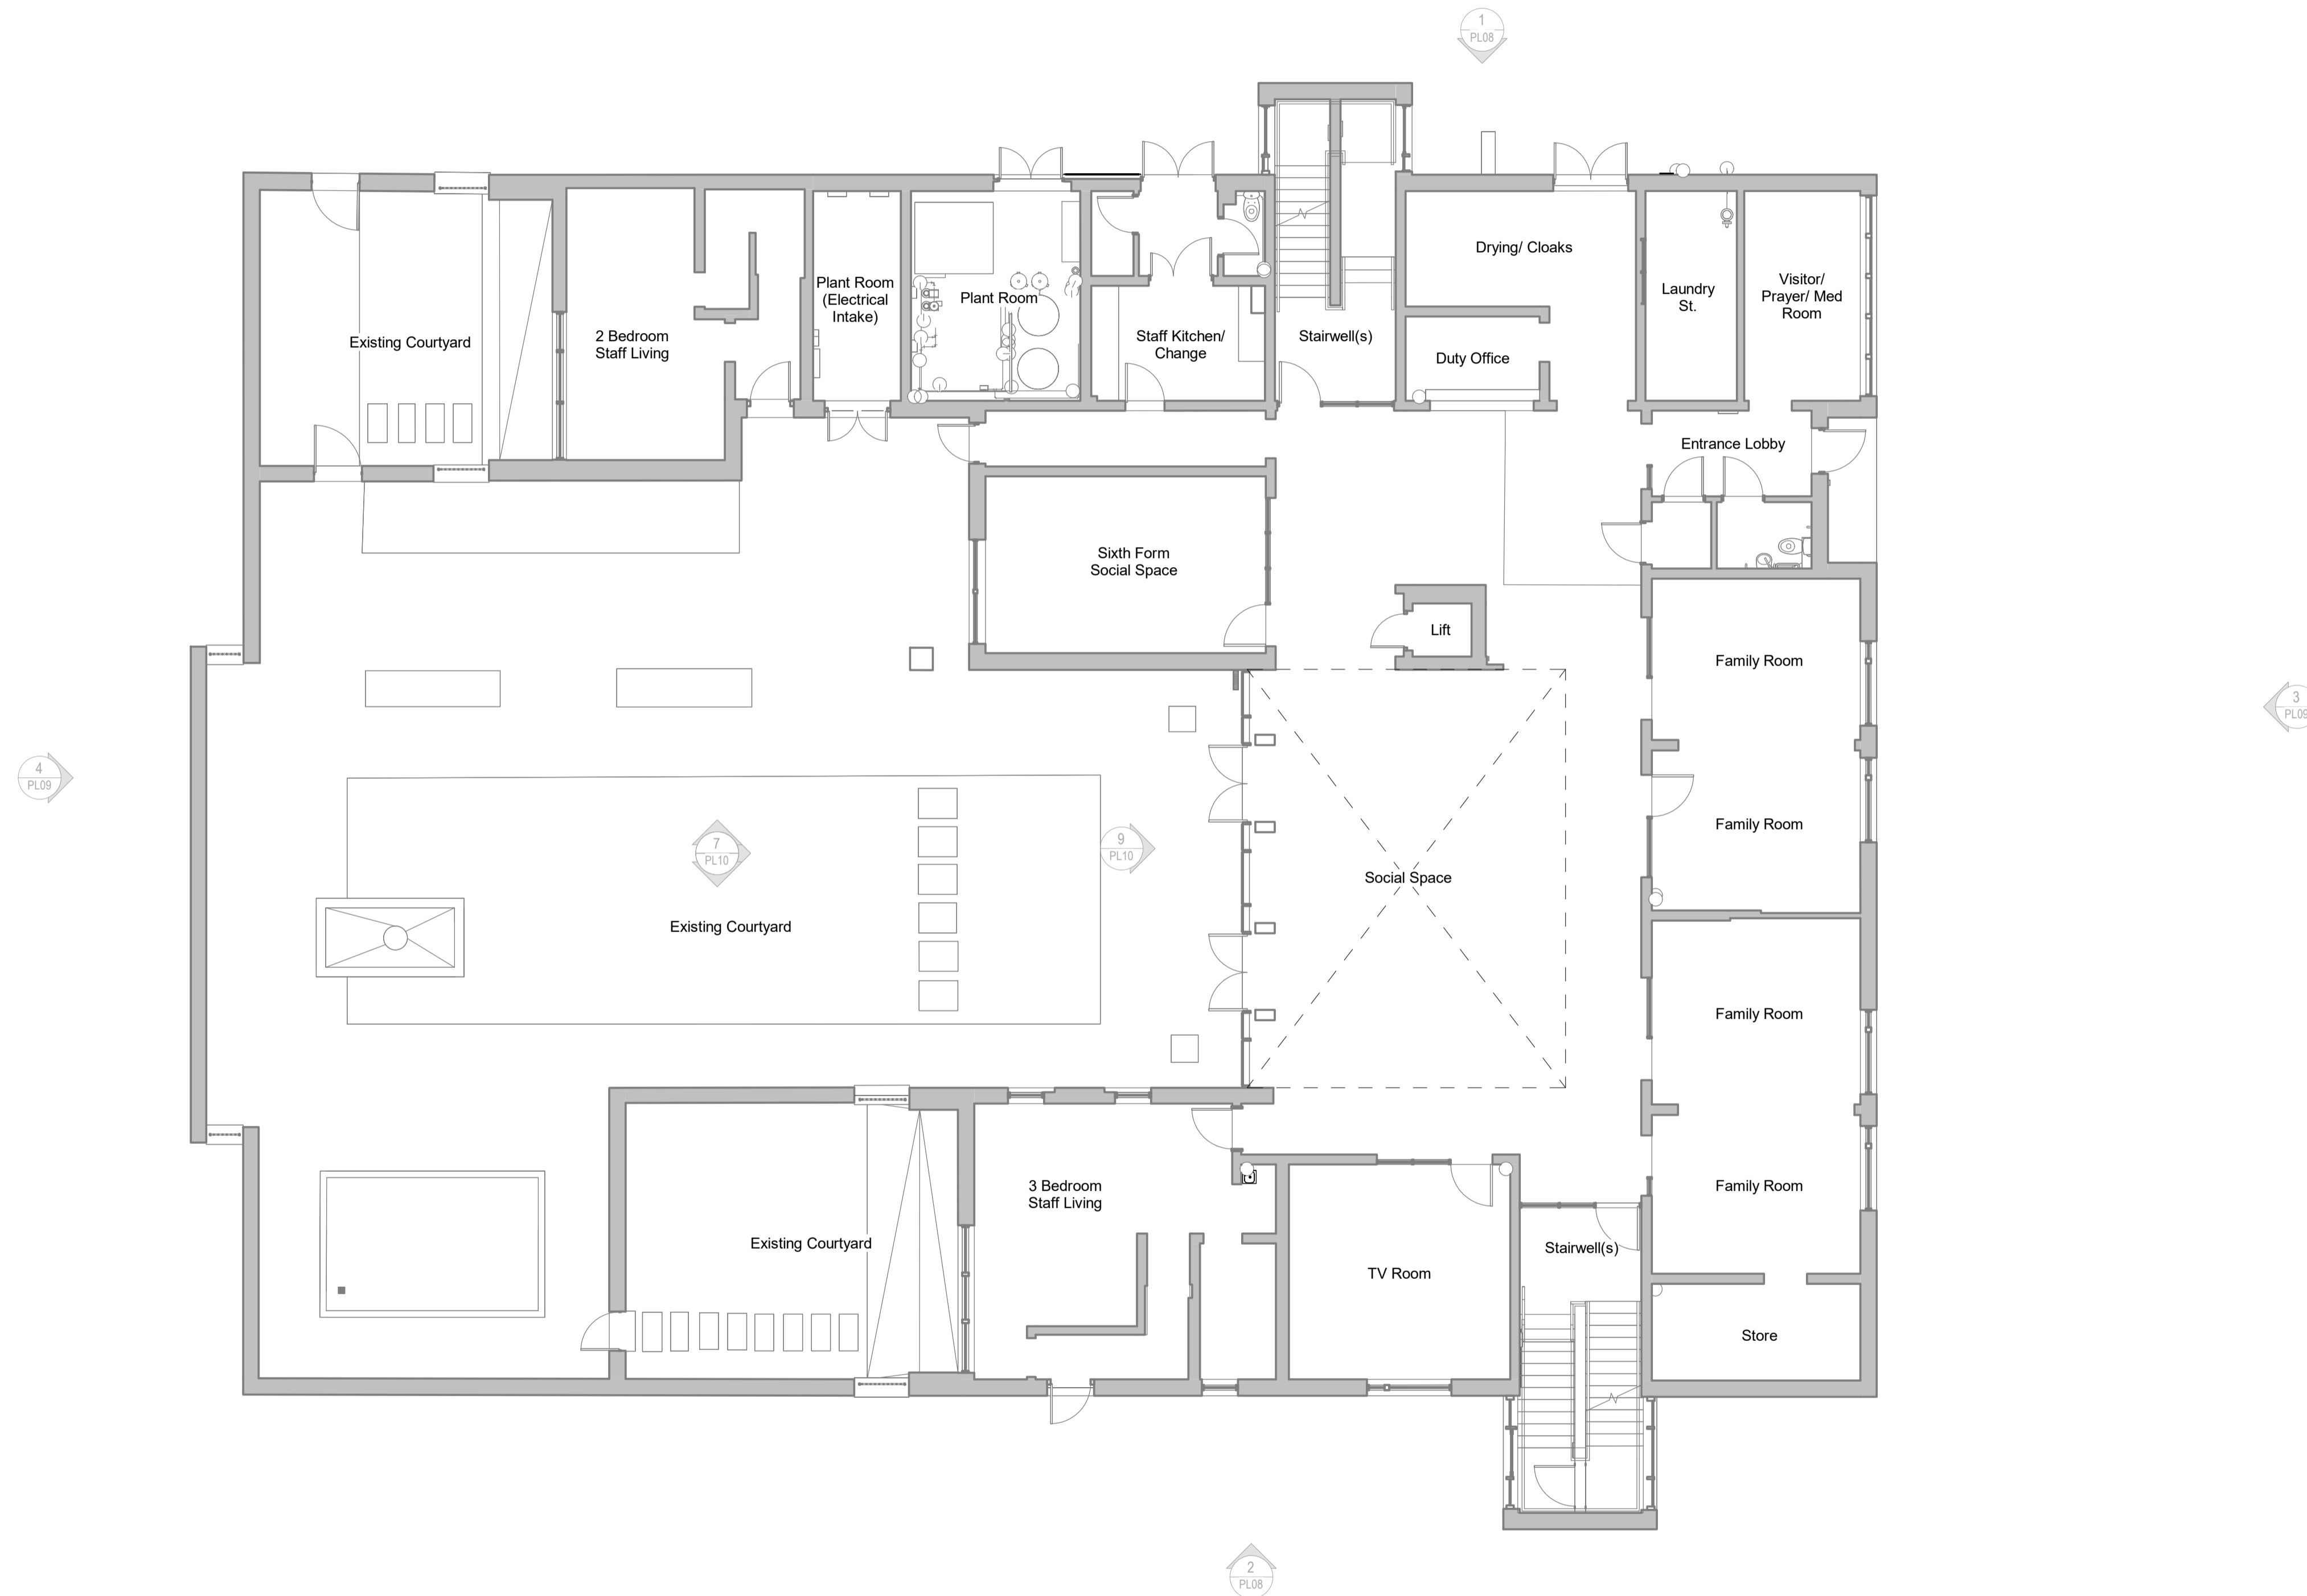 1
PL08
Drying/ Cloaks
Plant Room
(Electrical
Intake)
Plant Room
Laundry
St.
Visitor/
Prayer/ Med
Room
Existing Courtyard
2 Bedroom
Staff Living
Staff Kitchen/
Change
Stairwell(s)
Duty Office
Entrance Lobby
Sixth Form
Social Space
Lift
Family Room
3
PL09
4
PL09
Family Room
7
PL10
9
PL10
Social Space
Existing Courtyard
Family Room
3 Bedroom
Staff Living
Family Room
Existing Courtyard
Stairwell(s)
TV Room
Store
2
PL08